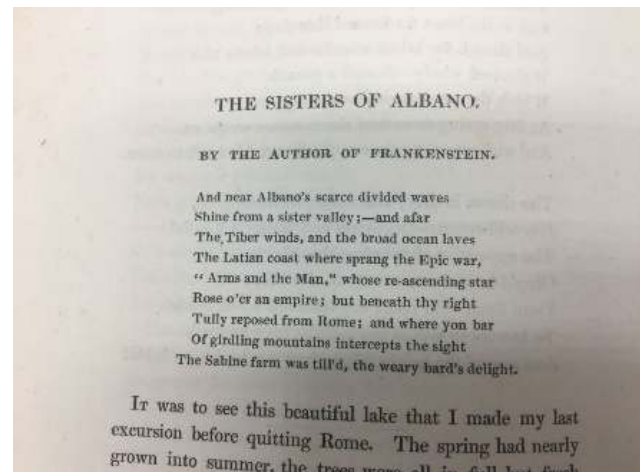 THE SISTERS OF ALBANO.
BY THE AUTHOR OF FRANKENSTEIN.
And near Albano's scarce divided waves
Shine from a sister valley;—and afar
The Tiber winds, and the broad ocean laves
The Latian coast where sprang the Epic war,
"Arms and the Man," whose re-ascending star
Rose o'er an empire; but beneath thy right
Tully reposed from Rome; and where yon bar
Of girdling mountains intercepts the sight
The Sabine farm was till'd, the weary bard's delight.
It was to see this beautiful lake that I made my last
excursion before quitting Rome. The spring had nearly
grown into summer, the trees were all in full